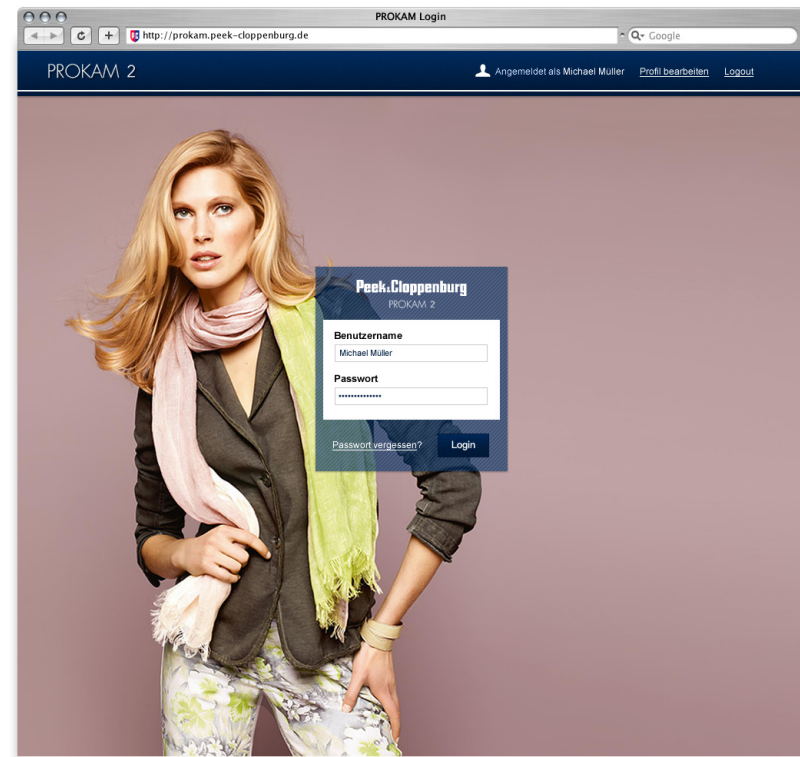 PROKAM Login
http://prokam.peek-cloppenburg.de
Google
PROKAM 2
Angemeldet als Michael Müller Profil bearbeiten Logout
Peek&Cloppenburg
PROKAM 2
Benutzername
Michael Müller
Passwort
••••••••••••••
Passwort vergessen? Login